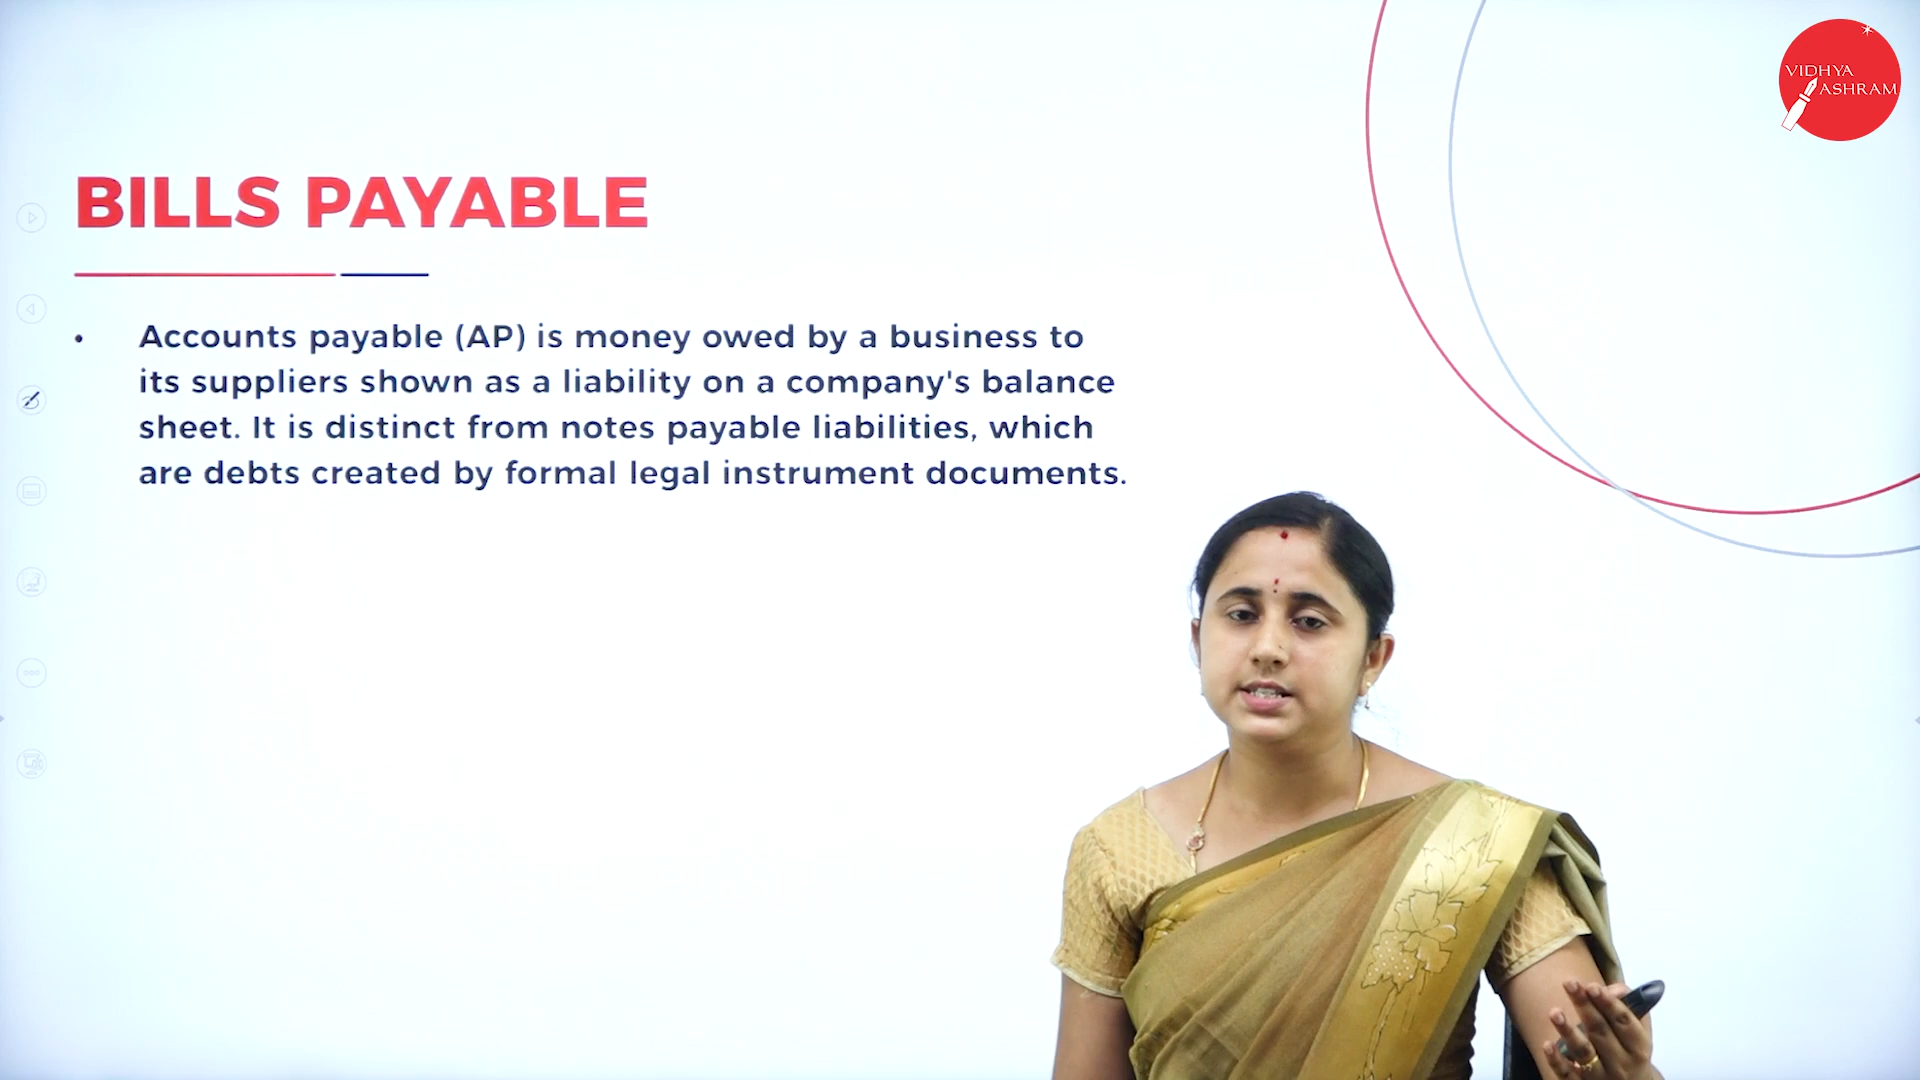 VIDHYA
ASHRAM
BILLS PAYABLE
• Accounts payable (AP) is money owed by a business to
its suppliers shown as a liability on a company's balance
sheet. It is distinct from notes payable liabilities, which
are debts created by formal legal instrument documents.